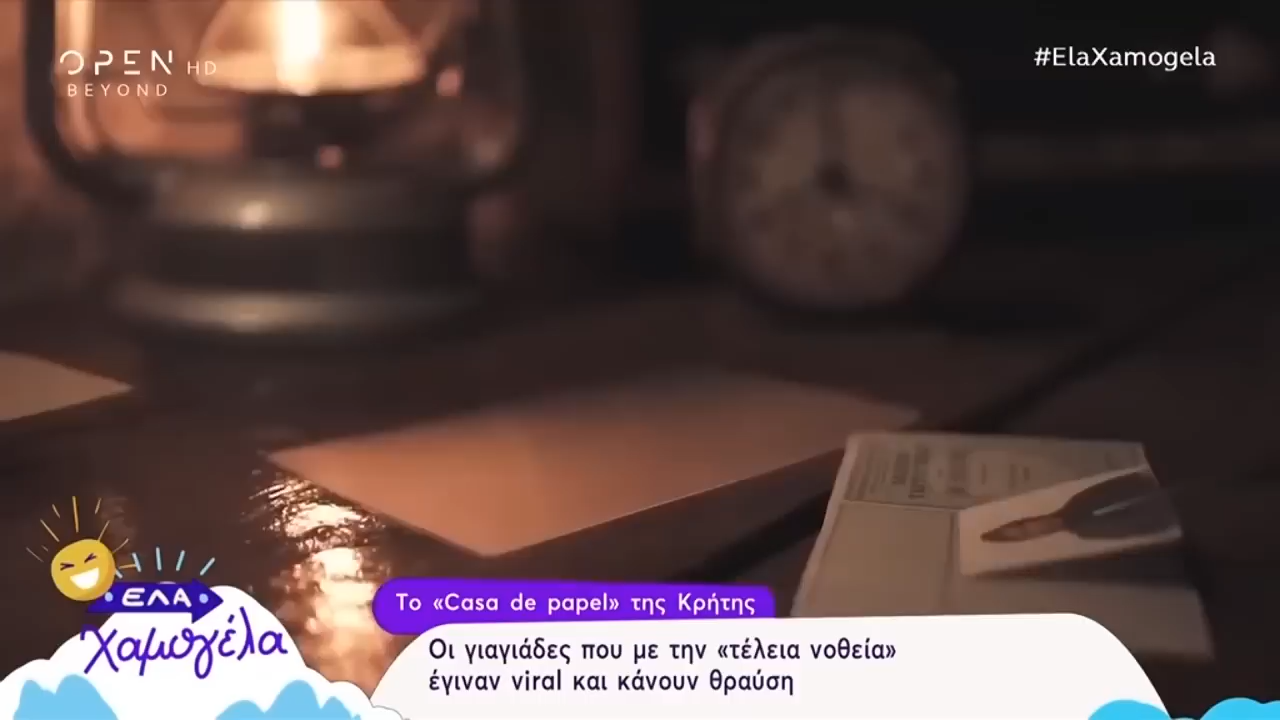 OPEN HD
BEYOND
#ElaXamogela
ΕΛΑ
χαμογέλα
Το «Casa de papel» της Κρήτης
Οι γιαγιάδες που με την «τέλεια νοθεία»
έγιναν viral και κάνουν θραύση